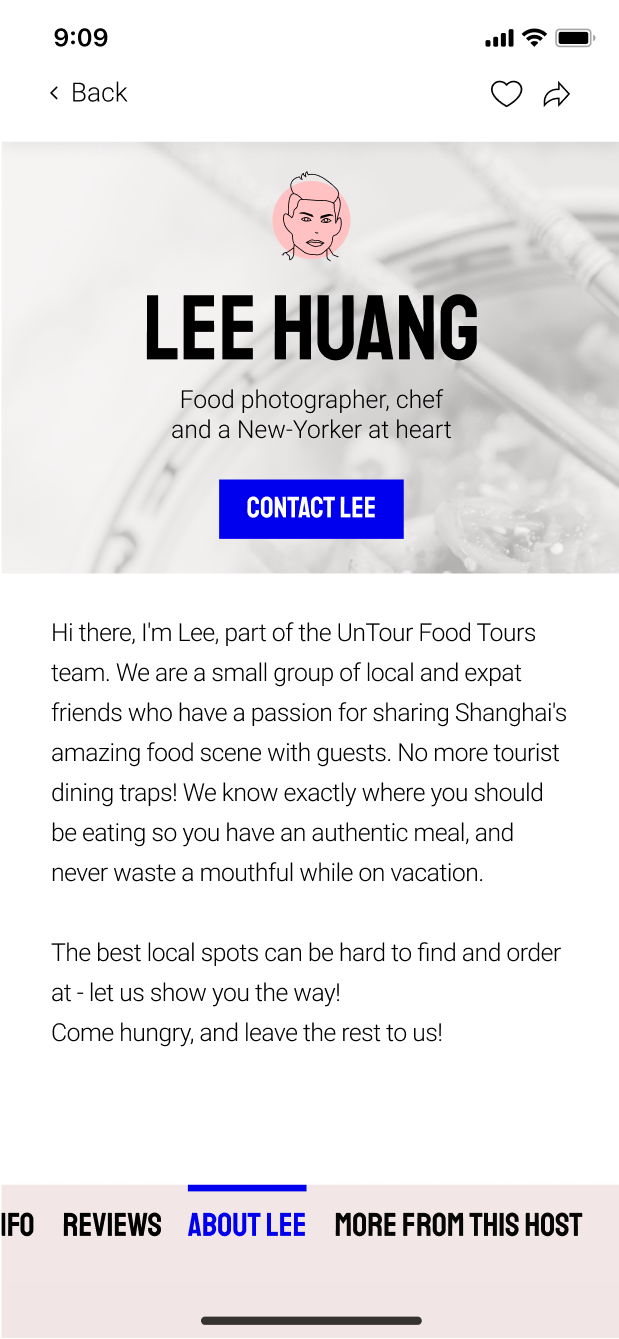 9:09
Back
LEE HUANG
Food photographer, chef
and a New-Yorker at heart
CONTACT LEE
Hi there, I'm Lee, part of the UnTour Food Tours
team. We are a small group of local and expat
friends who have a passion for sharing Shanghai's
amazing food scene with guests. No more tourist
dining traps! We know exactly where you should
be eating so you have an authentic meal, and
never waste a mouthful while on vacation.
The best local spots can be hard to find and order
at - let us show you the way!
Come hungry, and leave the rest to us!
IFO REVIEWS ABOUT LEE MORE FROM THIS HOST